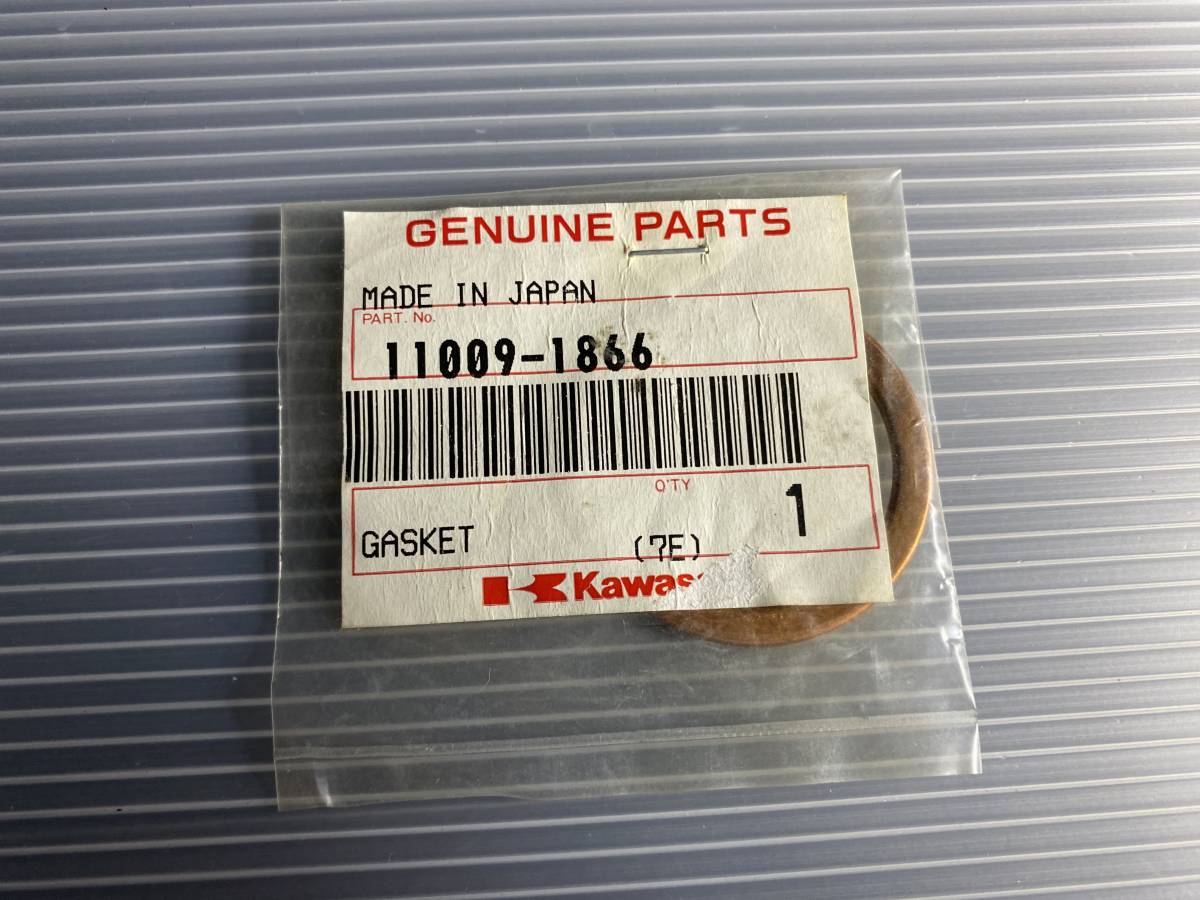 GENUINE PARTS
MADE IN JAPAN
PART. No.
11009-1866
Q'TY
1
GASKET
(7E)
Kawas